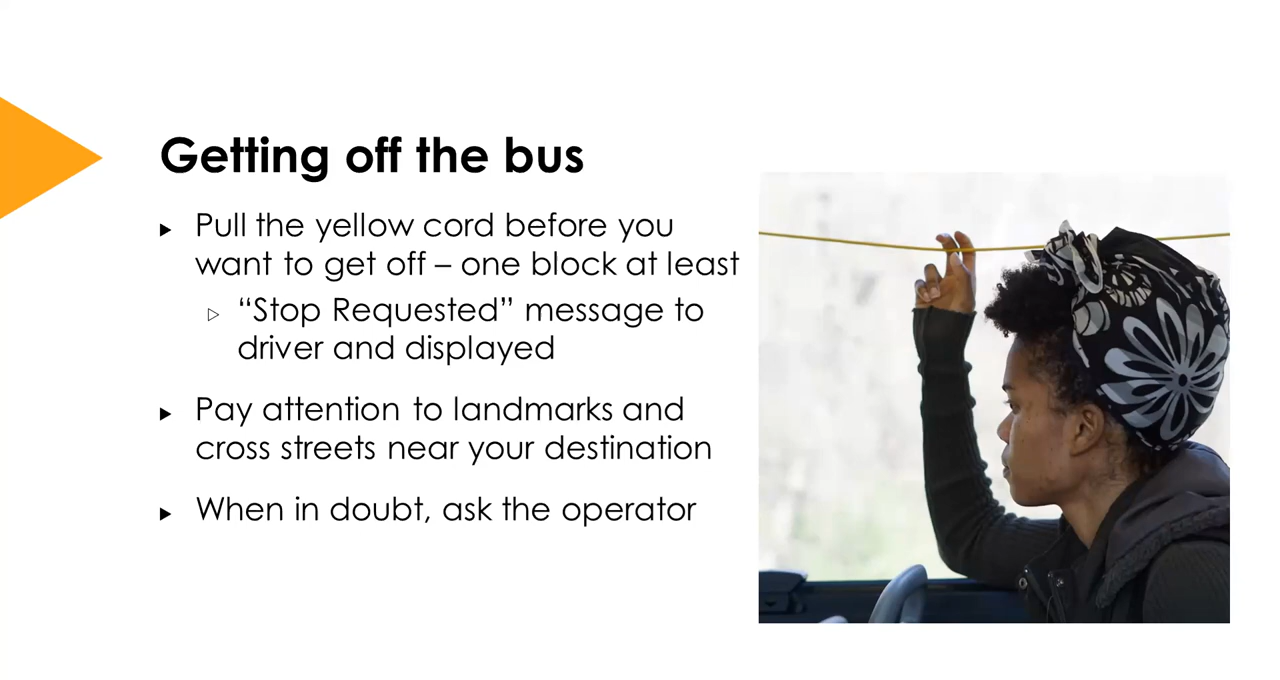 Getting off the bus
Pull the yellow cord before you
want to get off – one block at least
“Stop Requested” message to
driver and displayed
Pay attention to landmarks and
cross streets near your destination
When in doubt, ask the operator